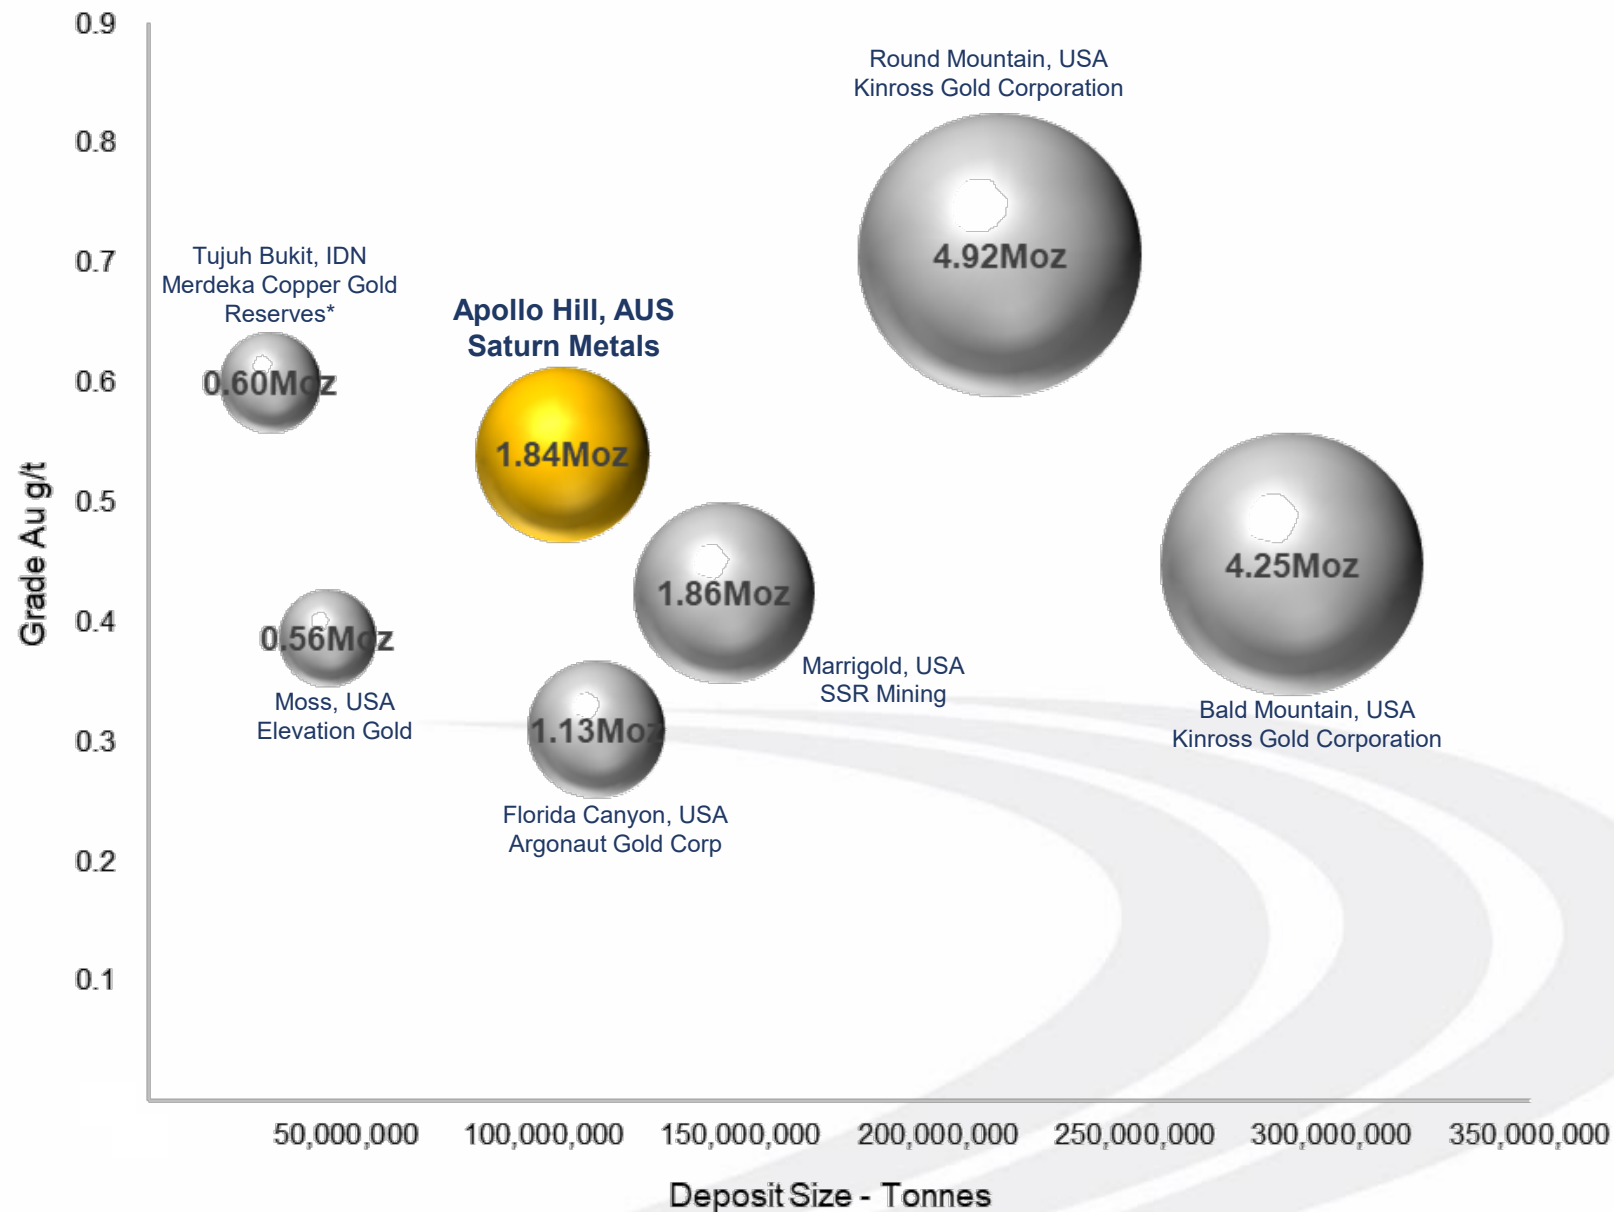 0.9
0.8
0.7
0.6
0.5
0.4
0.3
0.2
0.1
Grade Au g/t
Round Mountain, USA
Kinross Gold Corporation
4.92Moz
Tujuh Bukit, IDN
Merdeka Copper Gold
Reserves*
0.60Moz
Apollo Hill, AUS
Saturn Metals
1.84Moz
1.86Moz
Marrigold, USA
SSR Mining
4.25Moz
Bald Mountain, USA
Kinross Gold Corporation
0.56Moz
Moss, USA
Elevation Gold
1.13Moz
Florida Canyon, USA
Argonaut Gold Corp
50,000,000 100,000,000 150,000,000 200,000,000 250,000,000 300,000,000 350,000,000
Deposit Size - Tonnes